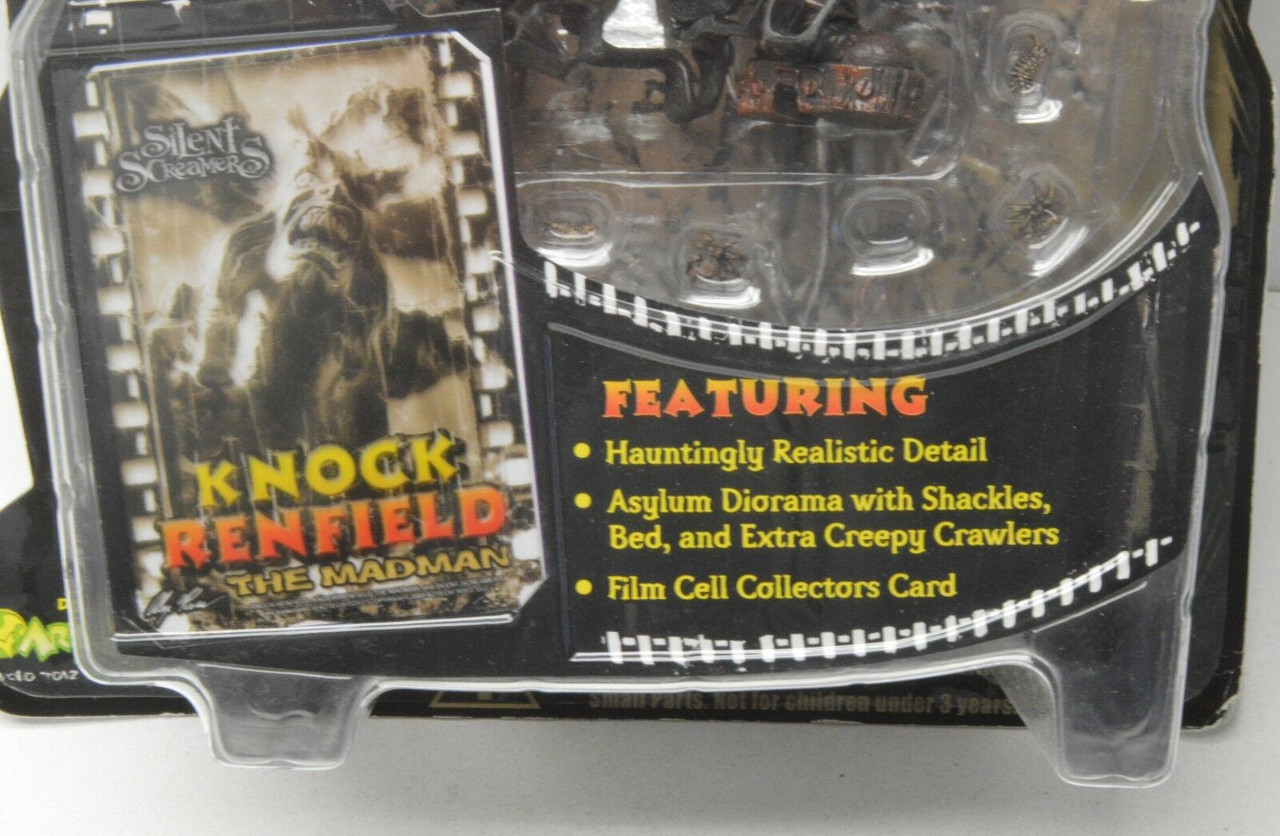 Silent
Screamers
KNOCK
RENFIELD
THE MADMAN
FEATURING
• Hauntingly Realistic Detail
• Asylum Diorama with Shackles,
Bed, and Extra Creepy Crawlers
• Film Cell Collectors Card
Small Parts. Not for children under 3 years